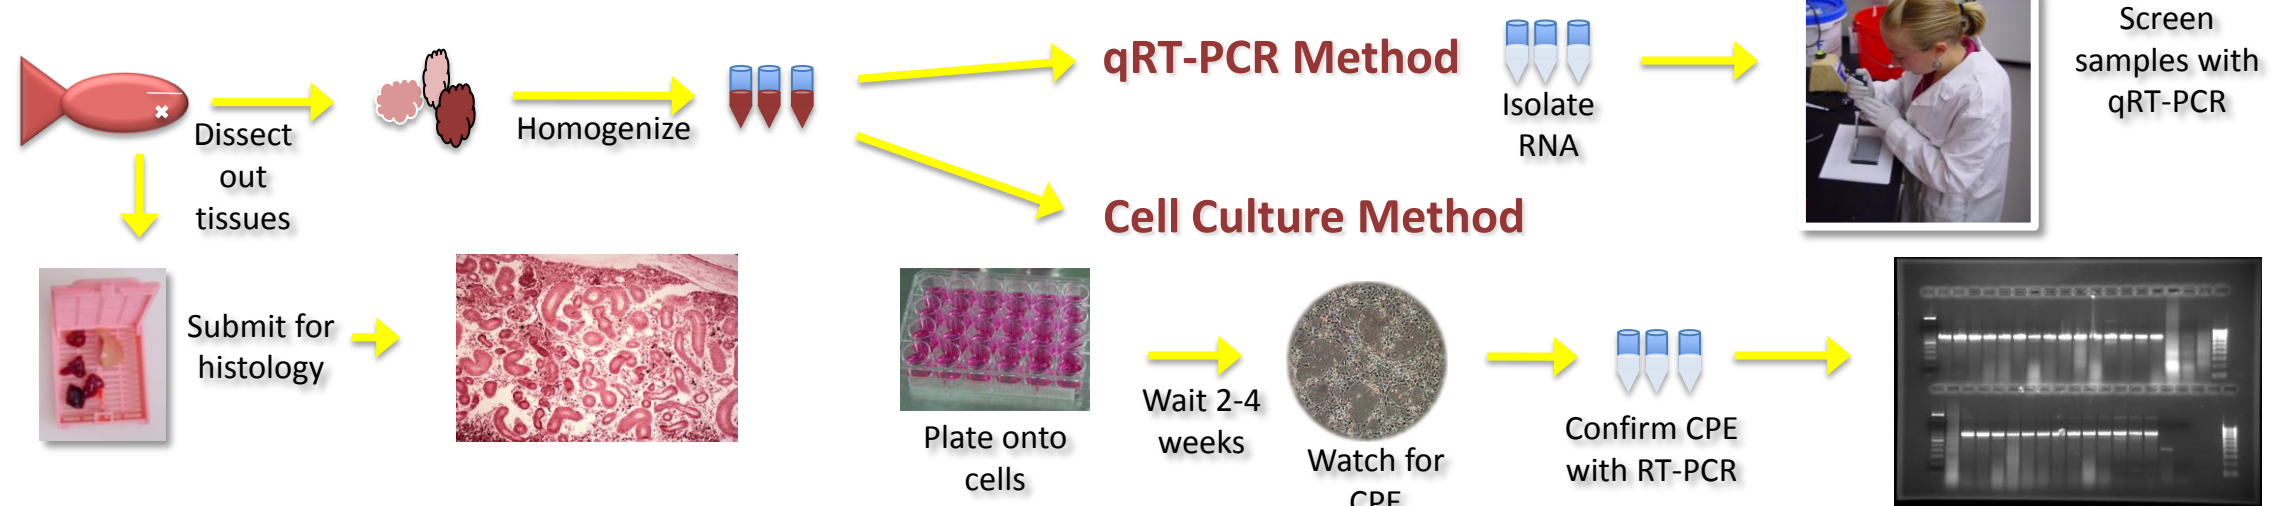 Dissect
out
tissues
Homogenize
qRT-PCR Method
Isolate
RNA
Screen
samples with
qRT-PCR
Cell Culture Method
Submit for
histology
Plate onto
cells
Wait 2-4
weeks
Watch for
CPE
Confirm CPE
with RT-PCR